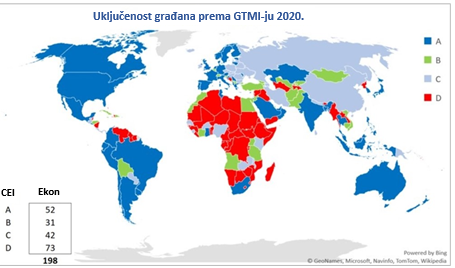 Uključenost građana prema GTMI-ju 2020.
A
B
C
D
CEI Ekon
A 52
B 31
C 42
D 73
198
Powered by Bing
© GeoNames, Microsoft, Navinfo, TomTom, Wikipedia